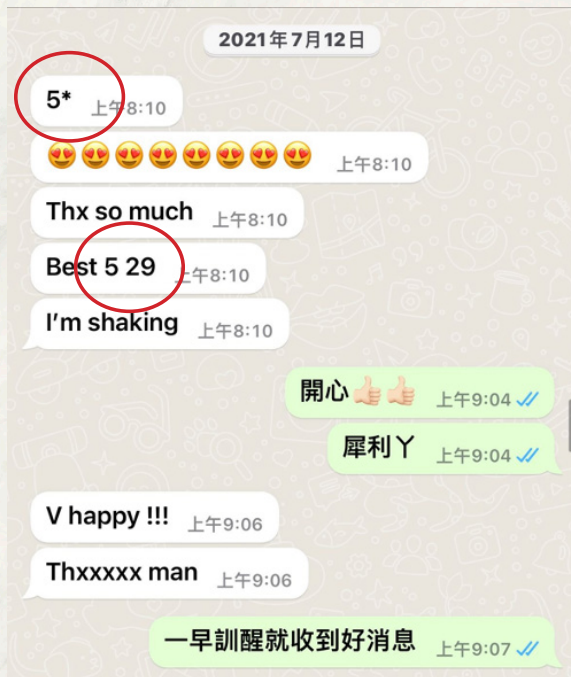 2021年7月12日
5* 上午8:10
😍😍😍😍😍😍😍😍 上午8:10
Thx so much 上午8:10
Best 5 29 上午8:10
I'm shaking 上午8:10
開心👍🏻👍🏻 上午9:04
犀利丫 上午9:04
V happy !!! 上午9:06
Thxxxxx man 上午9:06
一早訓醒就收到好消息 上午9:07